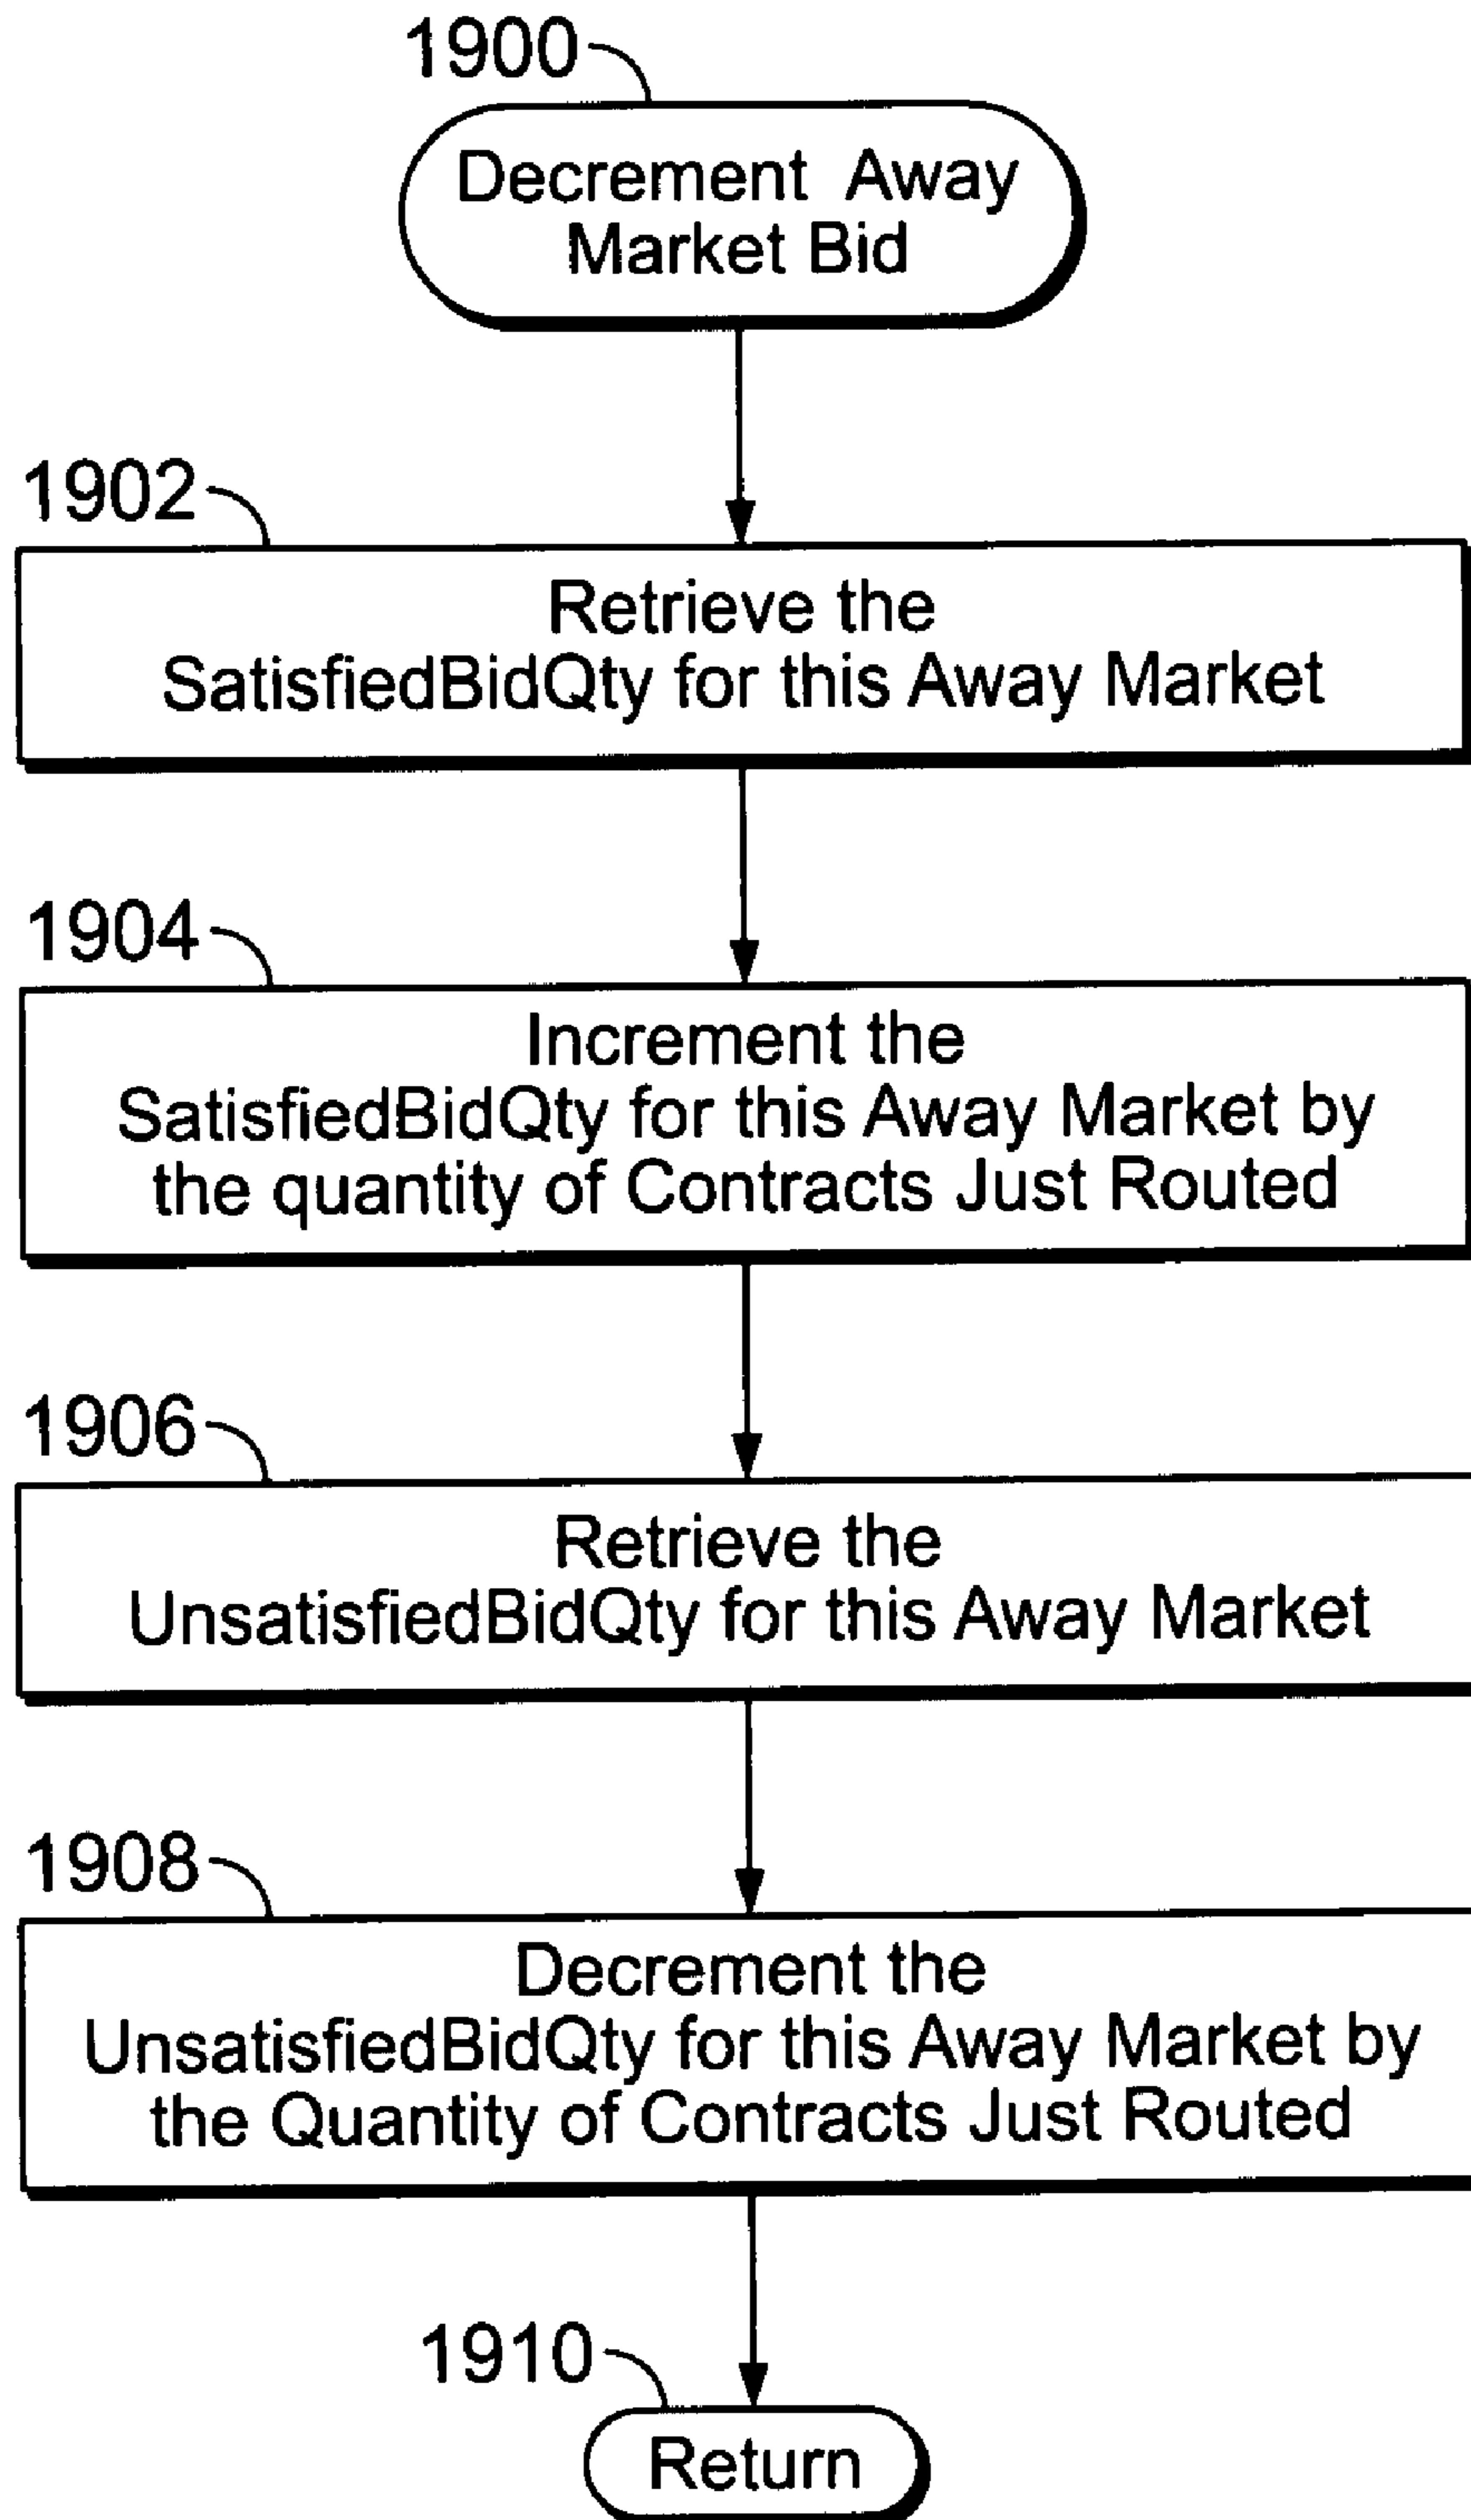 1900
Decrement Away
Market Bid
1902
Retrieve the
SatisfiedBidQty for this Away Market
1904
Increment the
SatisfiedBidQty for this Away Market by
the quantity of Contracts Just Routed
1906
Retrieve the
UnsatisfiedBidQty for this Away Market
1908
Decrement the
UnsatisfiedBidQty for this Away Market by
the Quantity of Contracts Just Routed
1910
Return